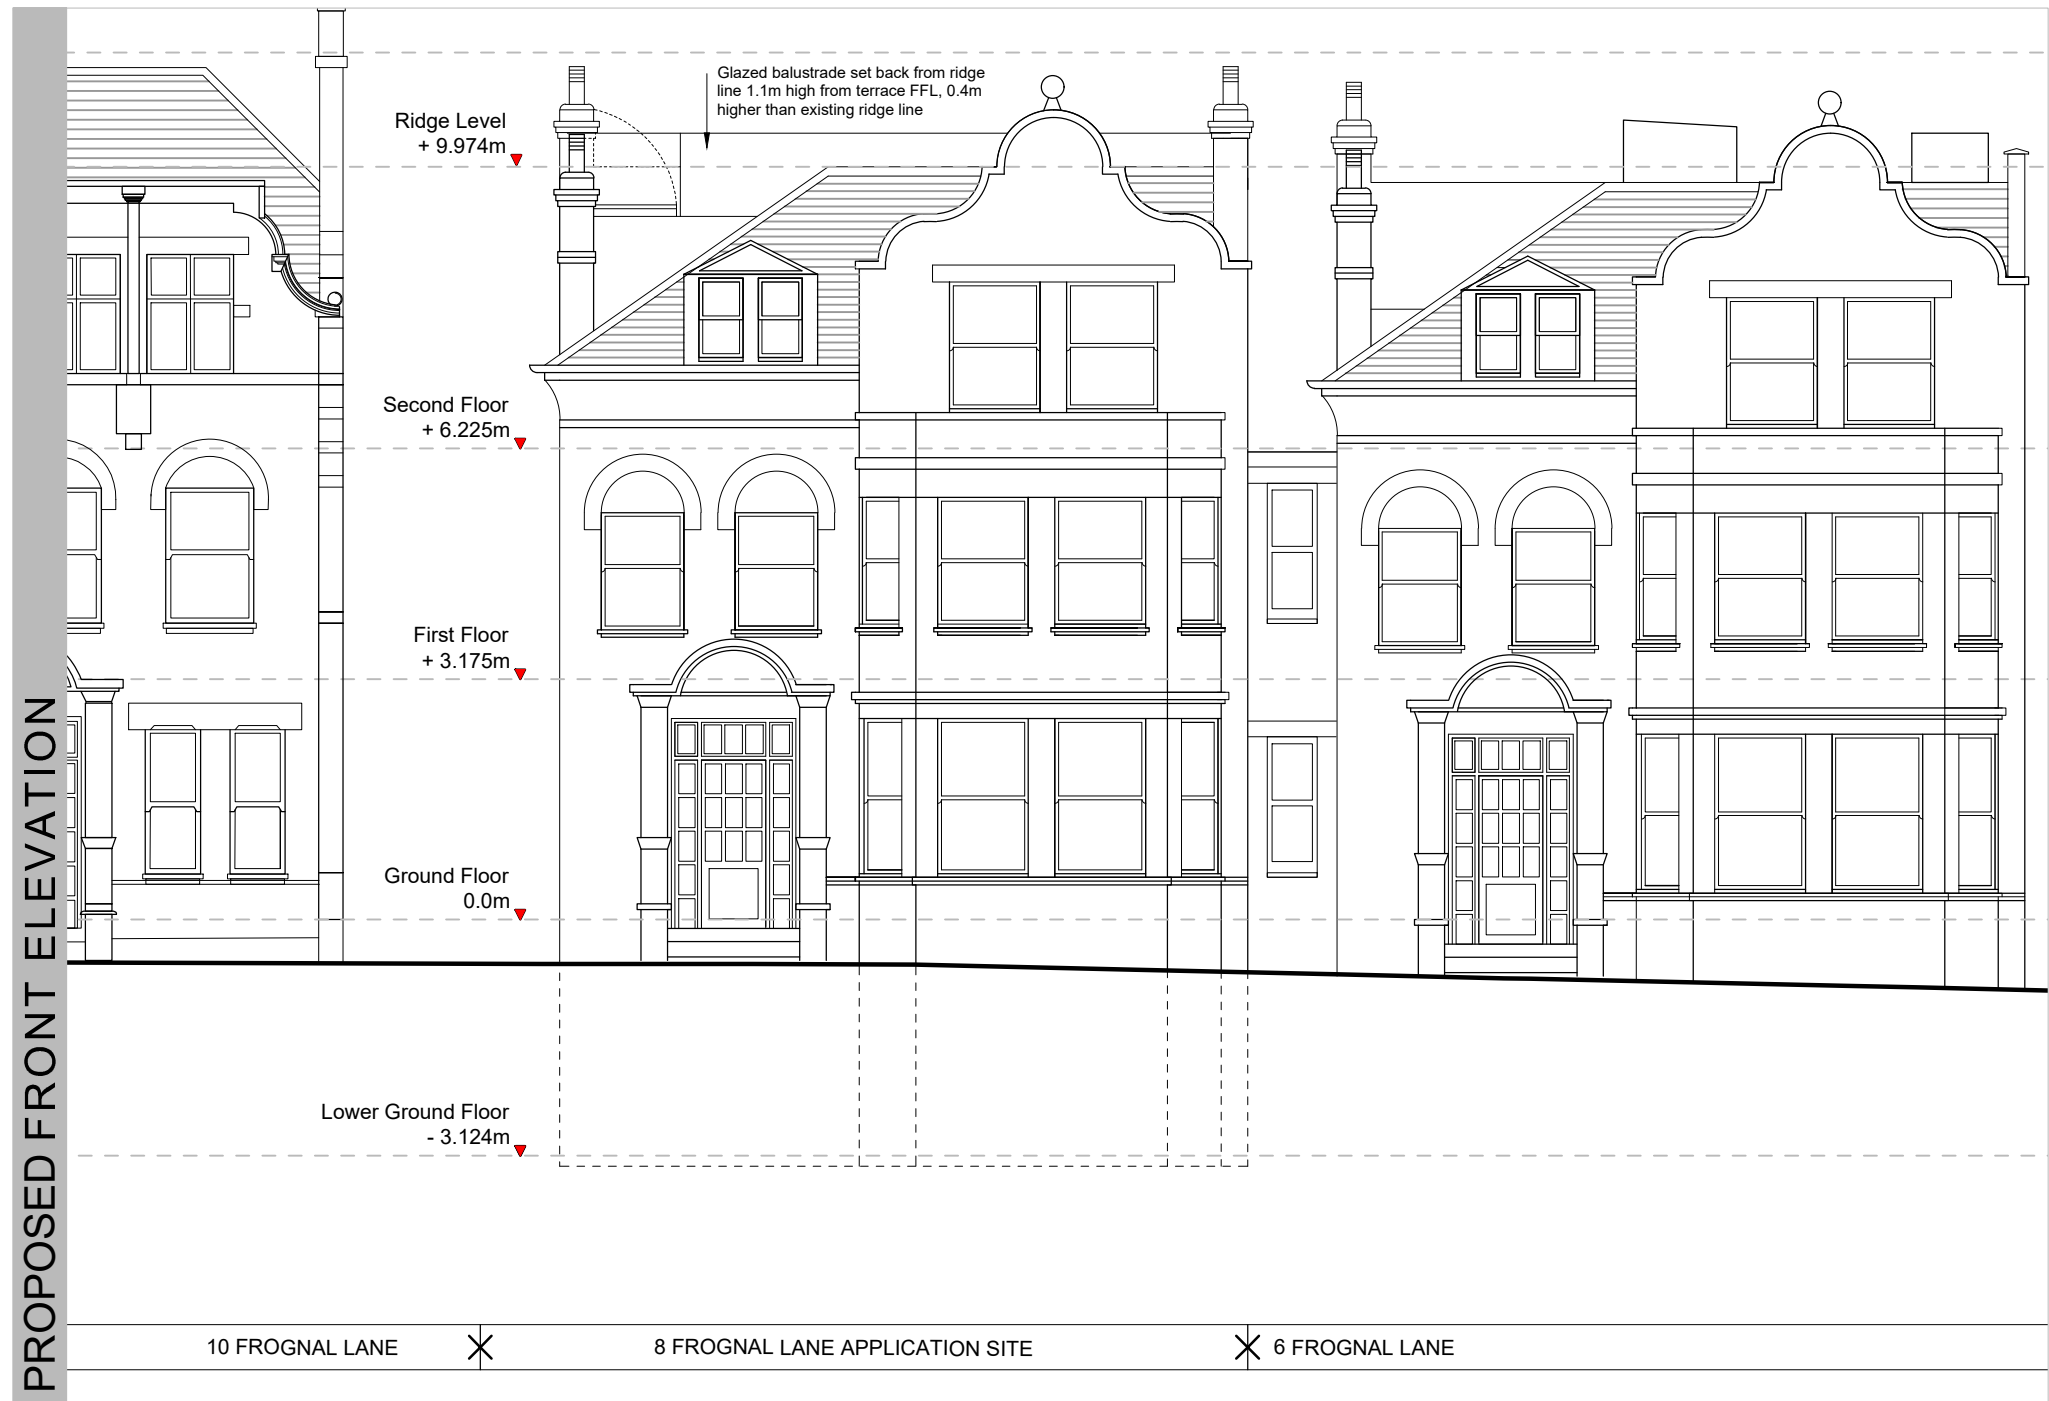 PROPOSED FRONT ELEVATION
Glazed balustrade set back from ridge
line 1.1m high from terrace FFL, 0.4m
higher than existing ridge line
Ridge Level
+ 9.974m
Second Floor
+ 6.225m
First Floor
+ 3.175m
Ground Floor
0.0m
Lower Ground Floor
- 3.124m
10 FROGNAL LANE
8 FROGNAL LANE APPLICATION SITE
6 FROGNAL LANE